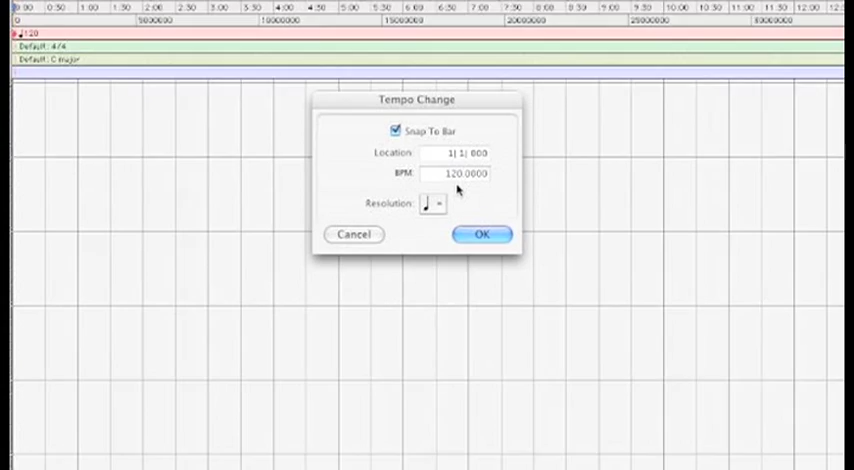 0:00 0:30 1:00 1:30 2:00 2:30 3:00 3:30 4:00 4:30 5:00 5:30 6:00 6:30 7:00 7:30 8:00 8:30 9:00 9:30 10:00 10:30 11:00 11:30 12:00
0 5000000 10000000 15000000 20000000 25000000 30000000
♩120
Default: 4/4
Default: C major
Tempo Change
Snap To Bar
Location: 1| 1| 000
BPM: 120.0000
Resolution: ♩
Cancel OK